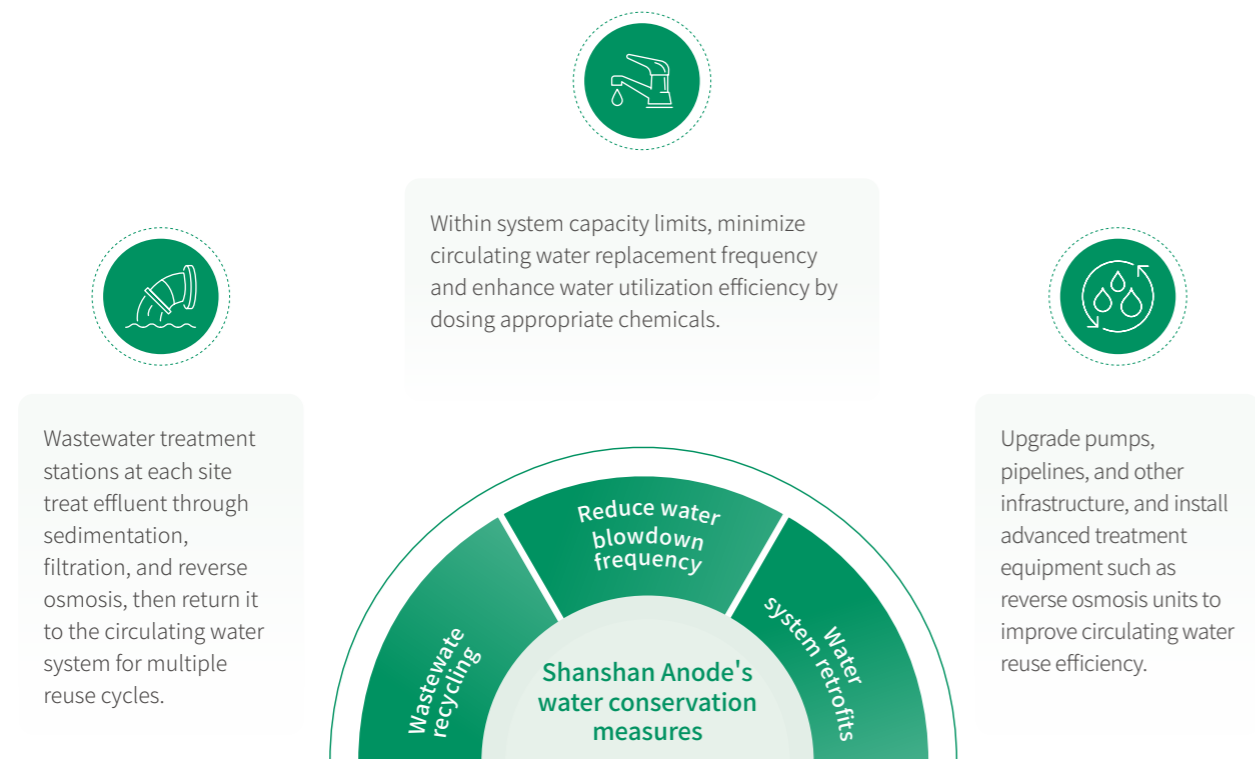 Within system capacity limits, minimize
circulating water replacement frequency
and enhance water utilization efficiency by
dosing appropriate chemicals.
Wastewater treatment
stations at each site
treat effluent through
sedimentation,
filtration, and reverse
osmosis, then return it
to the circulating water
system for multiple
reuse cycles.
Upgrade pumps,
pipelines, and other
infrastructure, and install
advanced treatment
equipment such as
reverse osmosis units to
improve circulating water
reuse efficiency.
Wastewate
recycling
Reduce water
blowdown
frequency
Water
system retrofits
Shanshan Anode's
water conservation
measures